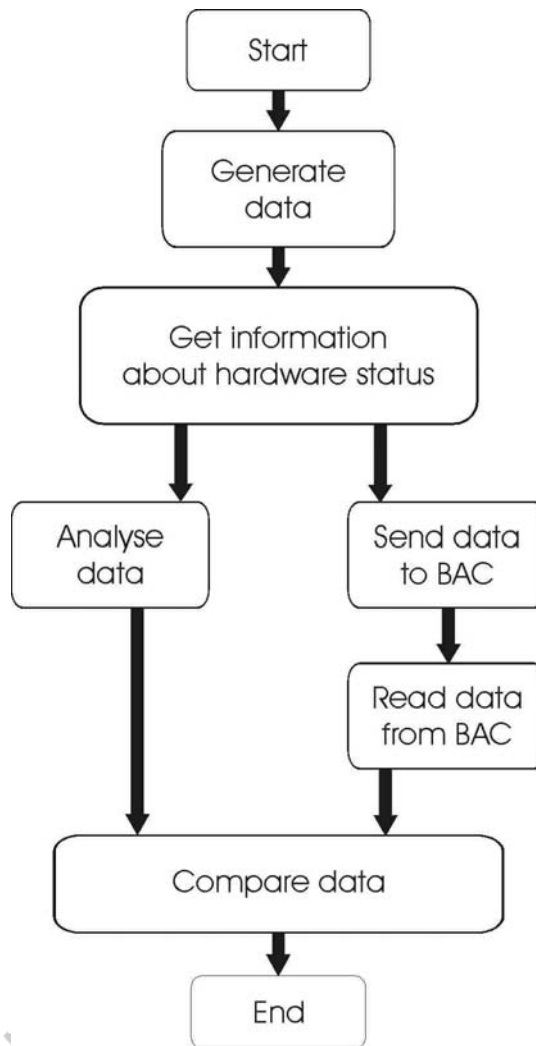 Start
Generate
data
Get information
about hardware status
Analyse
data
Send data
to BAC
Read data
from BAC
Compare data
End